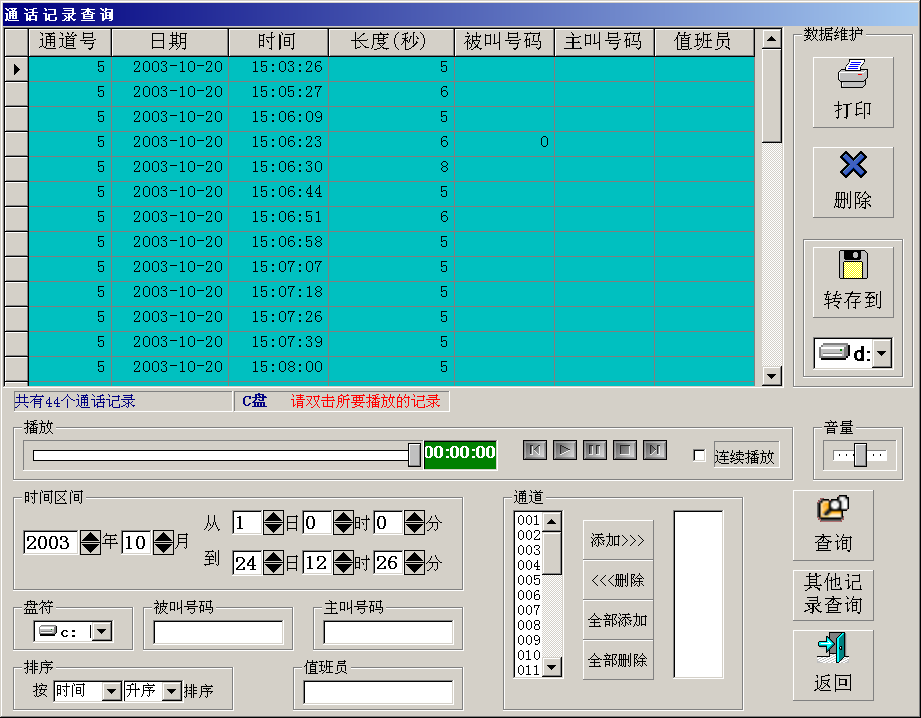 通话记录查询
通道号 日期 时间 长度(秒) 被叫号码 主叫号码 值班员
5 2003-10-20 15:03:26 5
5 2003-10-20 15:05:27 6
5 2003-10-20 15:06:09 5
5 2003-10-20 15:06:23 6 0
5 2003-10-20 15:06:30 8
5 2003-10-20 15:06:44 5
5 2003-10-20 15:06:51 6
5 2003-10-20 15:06:58 5
5 2003-10-20 15:07:07 5
5 2003-10-20 15:07:18 5
5 2003-10-20 15:07:26 5
5 2003-10-20 15:07:39 5
5 2003-10-20 15:08:00 5
数据维护
打印
删除
转存到
d:
共有44个通话记录 C盘 请双击所要播放的记录
播放
00:00:00
连续播放
音量
时间区间
2003年10月
从 1日0时0分
到 24日12时26分
盘符
c:
被叫号码
主叫号码
排序
按 时间 升序 排序
值班员
通道
001
002
003
004
005
006
007
008
009
010
011
添加>>>
<<<删除
全部添加
全部删除
查询
其他记
录查询
返回